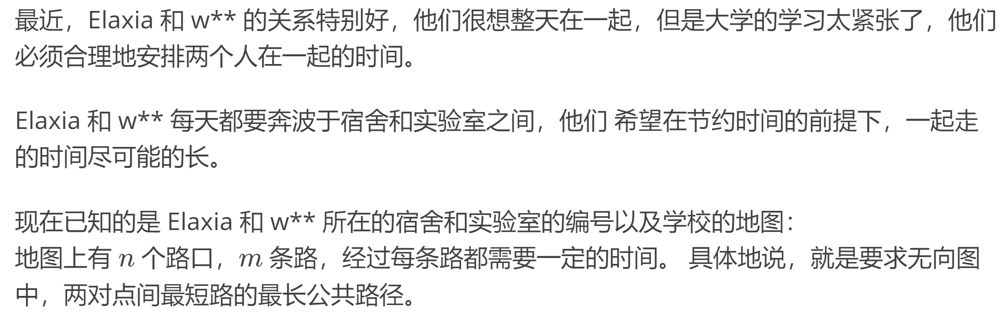 最近，Elaxia 和 w** 的关系特别好，他们很想整天在一起，但是大学的学习太紧张了，他们
必须合理地安排两个人在一起的时间。
Elaxia 和 w** 每天都要奔波于宿舍和实验室之间，他们 希望在节约时间的前提下，一起走
的时间尽可能的长。
现在已知的是 Elaxia 和 w** 所在的宿舍和实验室的编号以及学校的地图：
地图上有 n 个路口，m 条路，经过每条路都需要一定的时间。 具体地说，就是要求无向图
中，两对点间最短路的最长公共路径。